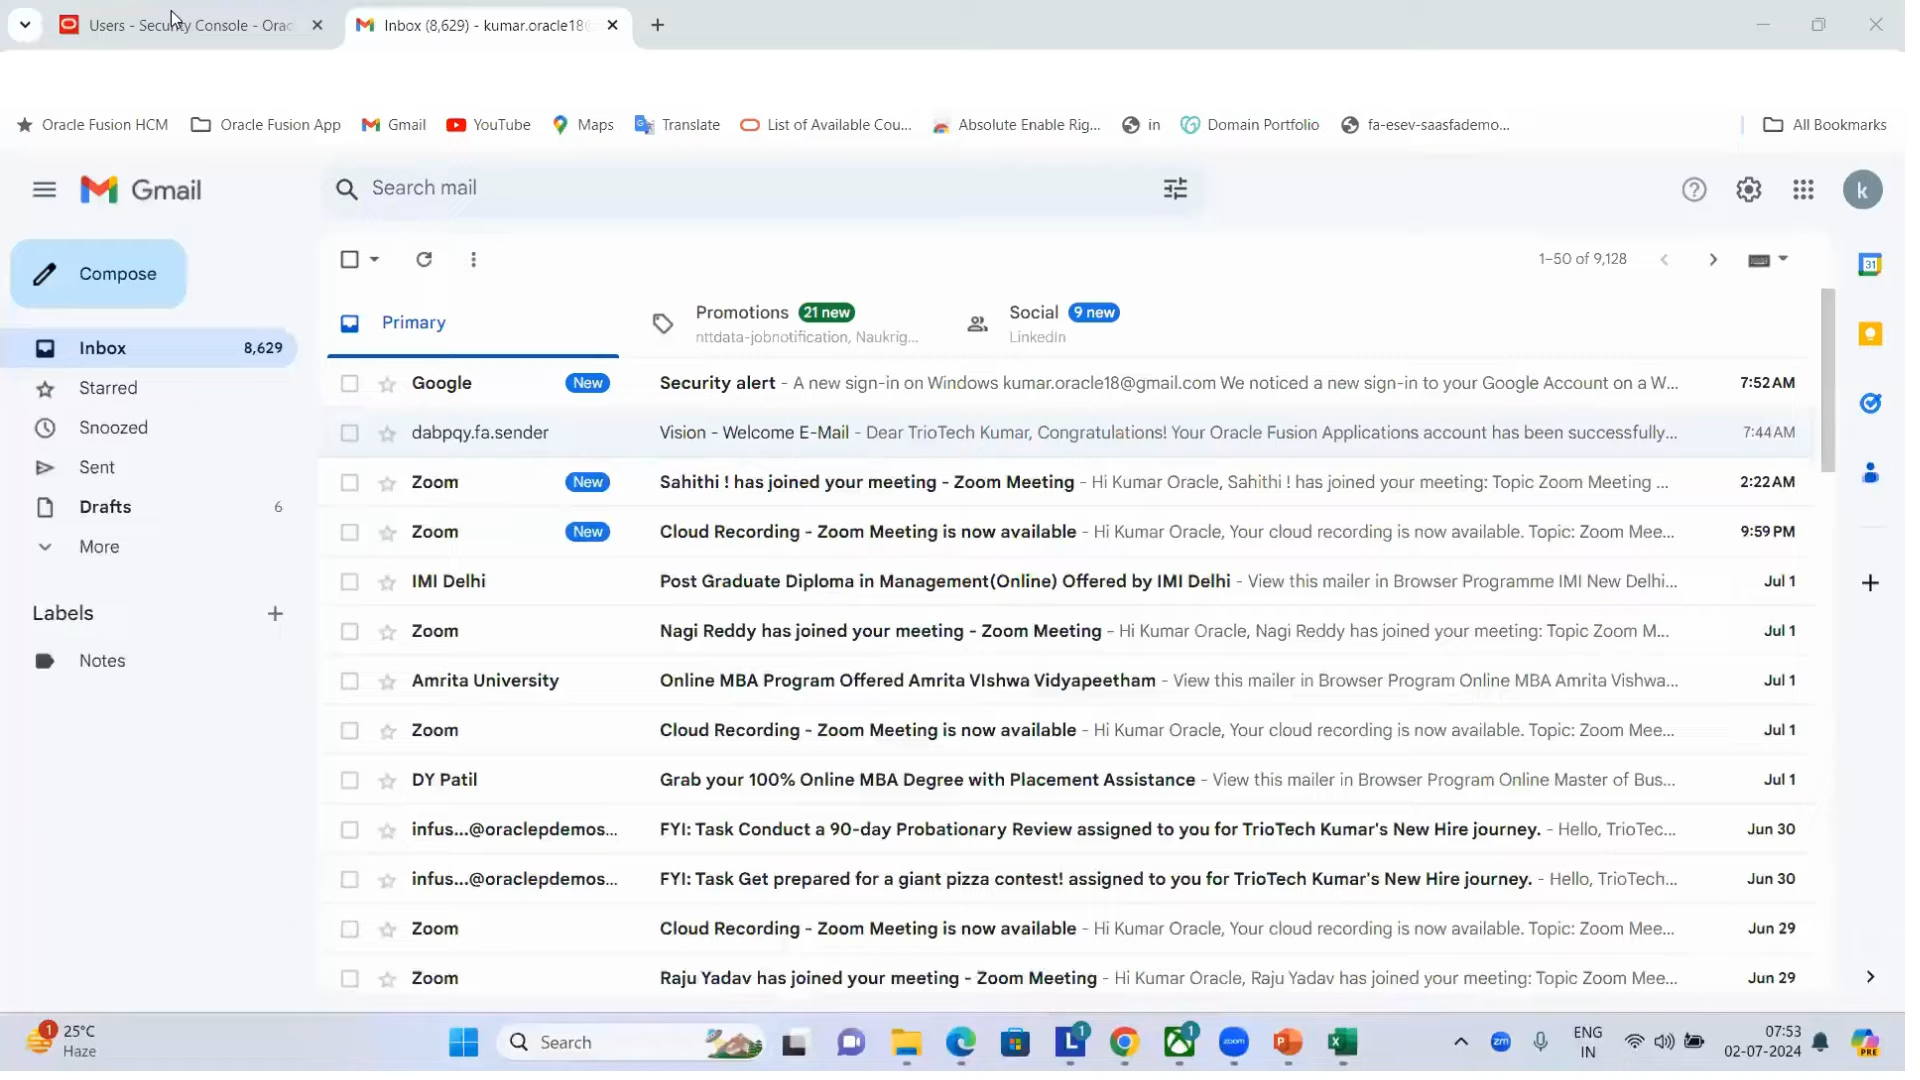 Users - Security Console - Orac
Inbox (8,629) - kumar.oracle18@
Oracle Fusion HCM
Oracle Fusion App
Gmail
YouTube
Maps
Translate
List of Available Cou...
Absolute Enable Rig...
in
Domain Portfolio
fa-esev-saasfademo...
All Bookmarks
Gmail
Search mail
k
Compose
1–50 of 9,128
31
Primary
Promotions 21 new
nttdata-jobnotification, Naukrig...
Social 9 new
LinkedIn
Inbox 8,629
Starred
Snoozed
Sent
Drafts 6
More
Labels
Notes
Google New Security alert - A new sign-in on Windows kumar.oracle18@gmail.com We noticed a new sign-in to your Google Account on a W... 7:52 AM
dabpqy.fa.sender Vision - Welcome E-Mail - Dear TrioTech Kumar, Congratulations! Your Oracle Fusion Applications account has been successfully... 7:44 AM
Zoom New Sahithi ! has joined your meeting - Zoom Meeting - Hi Kumar Oracle, Sahithi ! has joined your meeting: Topic Zoom Meeting ... 2:22 AM
Zoom New Cloud Recording - Zoom Meeting is now available - Hi Kumar Oracle, Your cloud recording is now available. Topic: Zoom Mee... 9:59 PM
IMI Delhi Post Graduate Diploma in Management(Online) Offered by IMI Delhi - View this mailer in Browser Programme IMI New Delhi... Jul 1
Zoom Nagi Reddy has joined your meeting - Zoom Meeting - Hi Kumar Oracle, Nagi Reddy has joined your meeting: Topic Zoom M... Jul 1
Amrita University Online MBA Program Offered Amrita VIshwa Vidyapeetham - View this mailer in Browser Program Online MBA Amrita Vishwa... Jul 1
Zoom Cloud Recording - Zoom Meeting is now available - Hi Kumar Oracle, Your cloud recording is now available. Topic: Zoom Mee... Jul 1
DY Patil Grab your 100% Online MBA Degree with Placement Assistance - View this mailer in Browser Program Online Master of Bus... Jul 1
infus...@oraclepdemos... FYI: Task Conduct a 90-day Probationary Review assigned to you for TrioTech Kumar's New Hire journey. - Hello, TrioTec... Jun 30
infus...@oraclepdemos... FYI: Task Get prepared for a giant pizza contest! assigned to you for TrioTech Kumar's New Hire journey. - Hello, TrioTech... Jun 30
Zoom Cloud Recording - Zoom Meeting is now available - Hi Kumar Oracle, Your cloud recording is now available. Topic: Zoom Mee... Jun 29
Zoom Raju Yadav has joined your meeting - Zoom Meeting - Hi Kumar Oracle, Raju Yadav has joined your meeting: Topic Zoom Mee... Jun 29
1
25°C
Haze
Search
L 1
1
zoom
P
X
zm
ENG
IN
07:53
02-07-2024
PRE